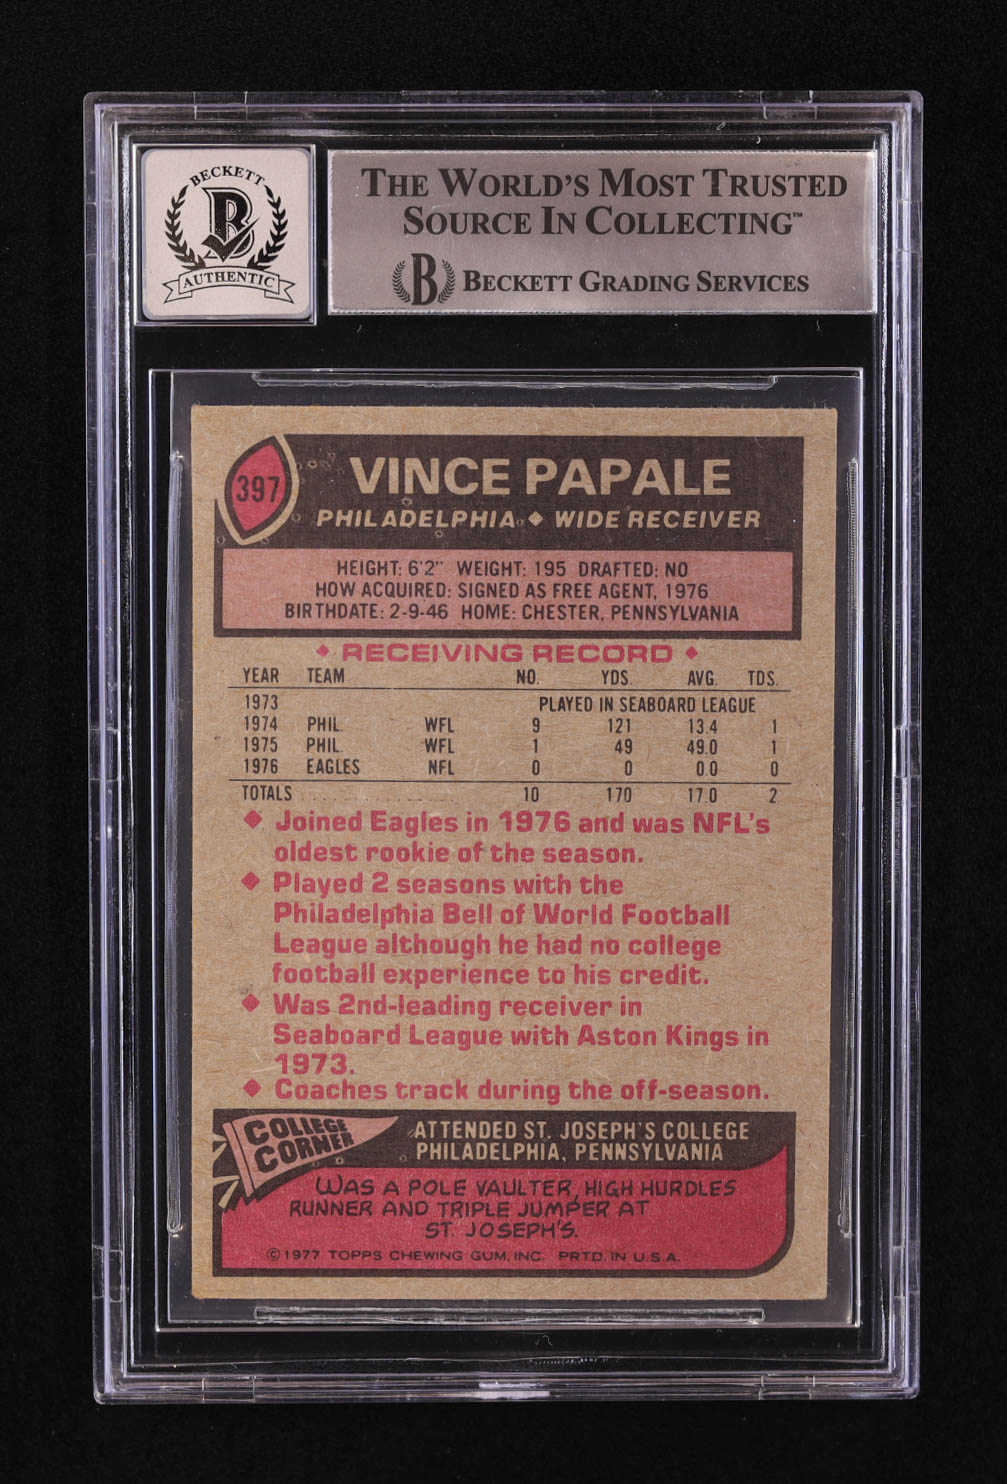 BECKETT
B
AUTHENTIC
THE WORLD'S MOST TRUSTED
SOURCE IN COLLECTING™
B BECKETT GRADING SERVICES
397
VINCE PAPALE
PHILADELPHIA ◆ WIDE RECEIVER
HEIGHT: 6'2" WEIGHT: 195 DRAFTED: NO
HOW ACQUIRED: SIGNED AS FREE AGENT, 1976
BIRTHDATE: 2-9-46 HOME: CHESTER, PENNSYLVANIA
◆ RECEIVING RECORD ◆
YEAR TEAM NO. YDS. AVG. TDS.
1973 PLAYED IN SEABOARD LEAGUE
1974 PHIL. WFL 9 121 13.4 1
1975 PHIL. WFL 1 49 49.0 1
1976 EAGLES NFL 0 0 0.0 0
TOTALS 10 170 17.0 2
◆ Joined Eagles in 1976 and was NFL's
oldest rookie of the season.
◆ Played 2 seasons with the
Philadelphia Bell of World Football
League although he had no college
football experience to his credit.
◆ Was 2nd-leading receiver in
Seaboard League with Aston Kings in
1973.
◆ Coaches track during the off-season.
COLLEGE
CORNER
ATTENDED ST. JOSEPH'S COLLEGE
PHILADELPHIA, PENNSYLVANIA
WAS A POLE VAULTER, HIGH HURDLES
RUNNER AND TRIPLE JUMPER AT
ST. JOSEPH'S.
©1977 TOPPS CHEWING GUM, INC. PRTD. IN U.S.A.